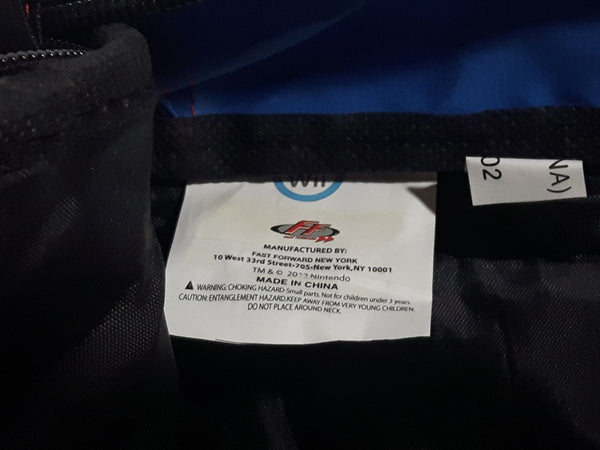 Wii
FF
MANUFACTURED BY:
FAST FORWARD NEW YORK
10 West 33rd Street-705-New York,NY 10001
TM & © 2012 Nintendo
MADE IN CHINA
WARNING: CHOKING HAZARD-Small parts. Not for children under 3 years.
CAUTION: ENTANGLEMENT HAZARD.KEEP AWAY FROM VERY YOUNG CHILDREN.
DO NOT PLACE AROUND NECK.
NA)
02